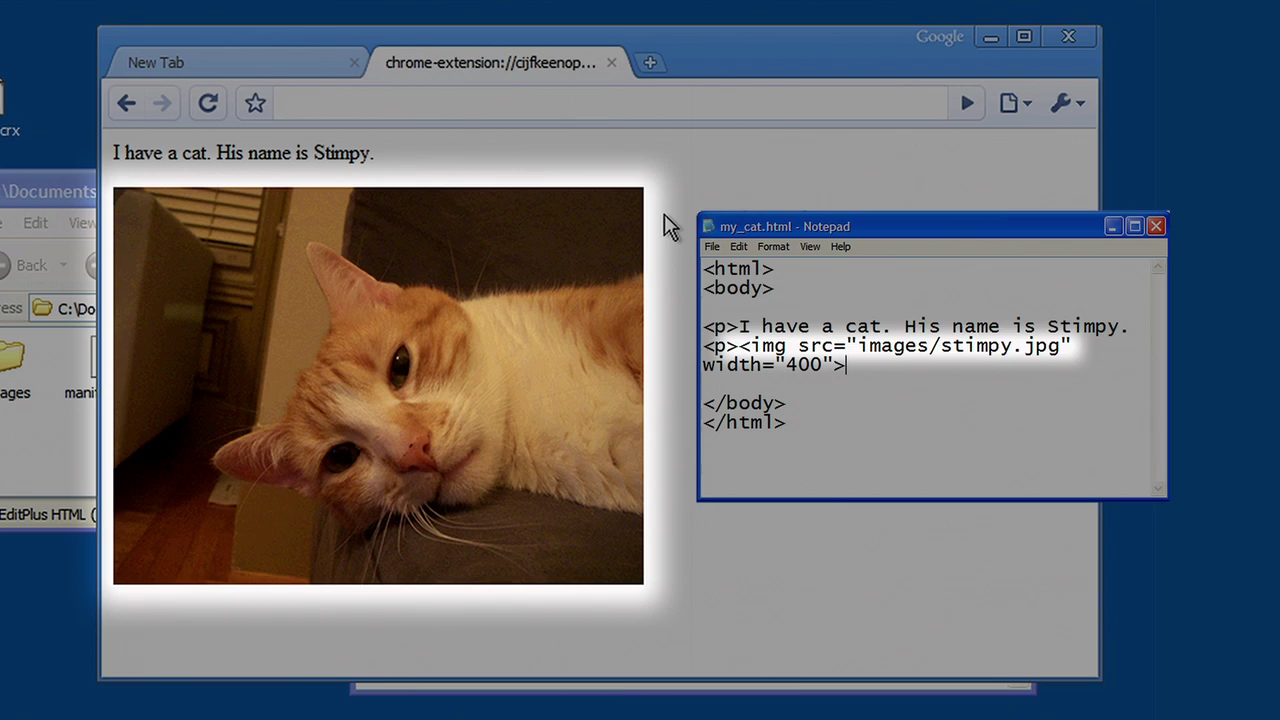 Google
New Tab
chrome-extension://cijfkeenop...
crx
I have a cat. His name is Stimpy.
\Documents
Edit View
Back
ress C:\Do
ages mani
EditPlus HTML (
my_cat.html - Notepad
File Edit Format View Help
<html>
<body>
<p>I have a cat. His name is Stimpy.
<p><img src="images/stimpy.jpg"
width="400">
</body>
</html>